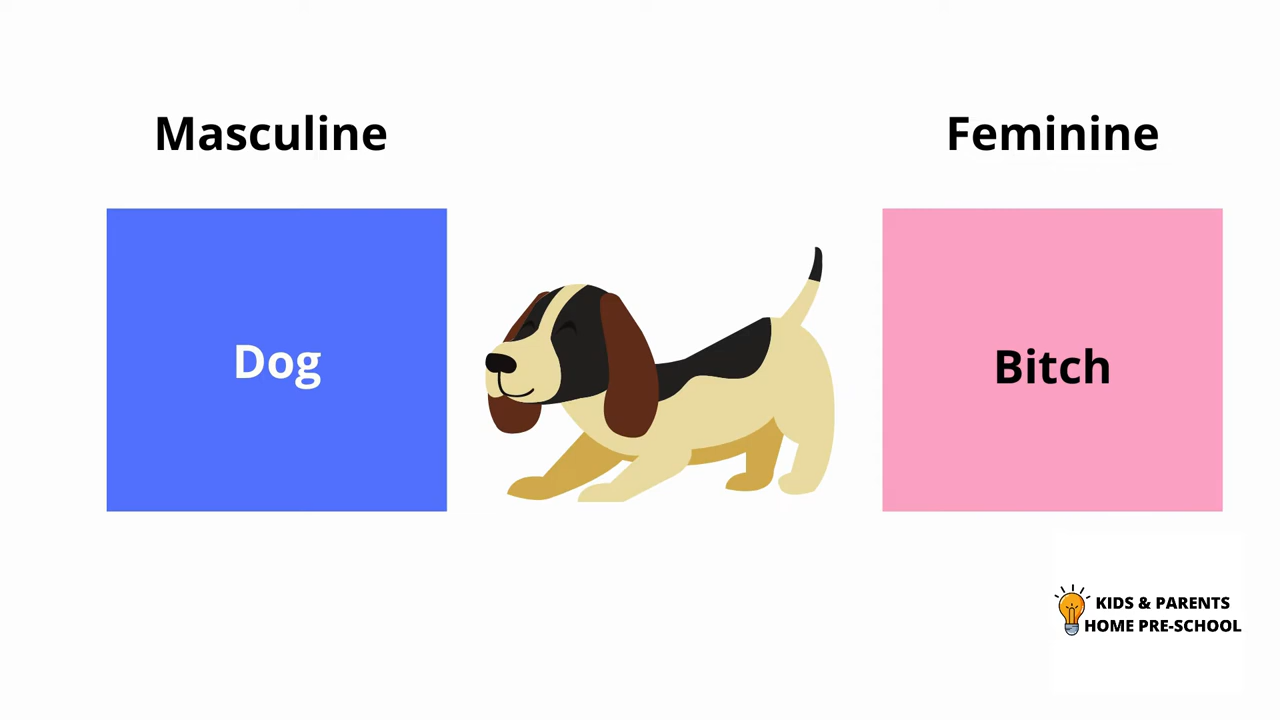 Masculine
Feminine
Dog
Bitch
KIDS & PARENTS
HOME PRE-SCHOOL